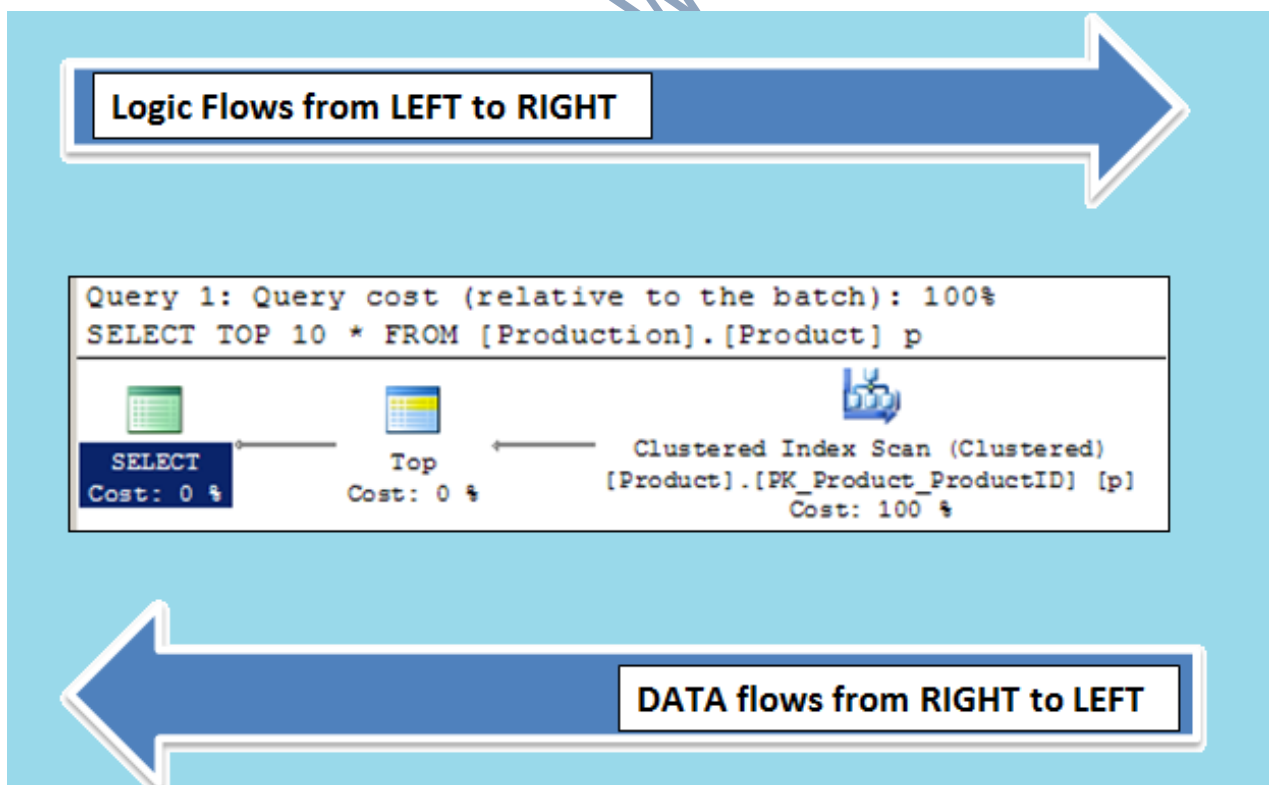 Logic Flows from LEFT to RIGHT
Query 1: Query cost (relative to the batch): 100%
SELECT TOP 10 * FROM [Production].[Product] p
SELECT
Cost: 0 %
Top
Cost: 0 %
Clustered Index Scan (Clustered)
[Product].[PK_Product_ProductID] [p]
Cost: 100 %
DATA flows from RIGHT to LEFT